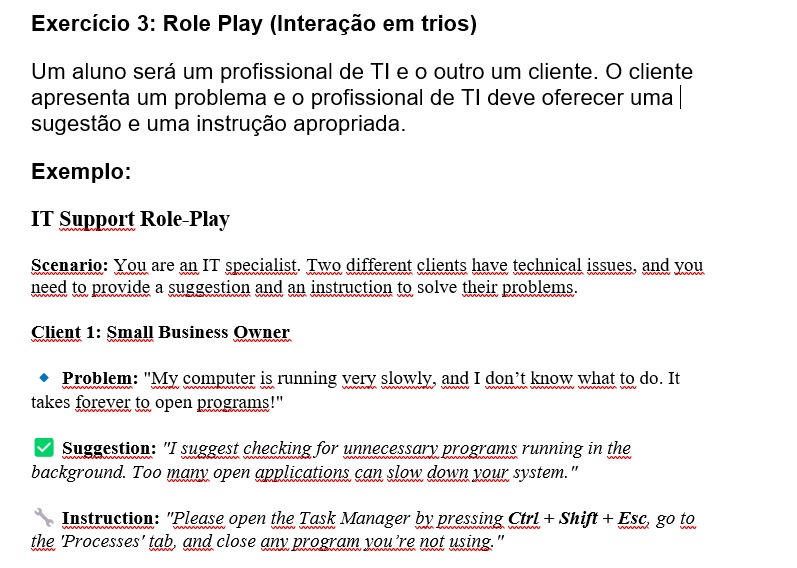 Exercício 3: Role Play (Interação em trios)
Um aluno será um profissional de TI e o outro um cliente. O cliente
apresenta um problema e o profissional de TI deve oferecer uma
sugestão e uma instrução apropriada.
Exemplo:
IT Support Role-Play
Scenario: You are an IT specialist. Two different clients have technical issues, and you
need to provide a suggestion and an instruction to solve their problems.
Client 1: Small Business Owner
🔹 Problem: "My computer is running very slowly, and I don’t know what to do. It
takes forever to open programs!"
✅ Suggestion: "I suggest checking for unnecessary programs running in the
background. Too many open applications can slow down your system."
🔧 Instruction: "Please open the Task Manager by pressing Ctrl + Shift + Esc, go to
the 'Processes' tab, and close any program you’re not using."